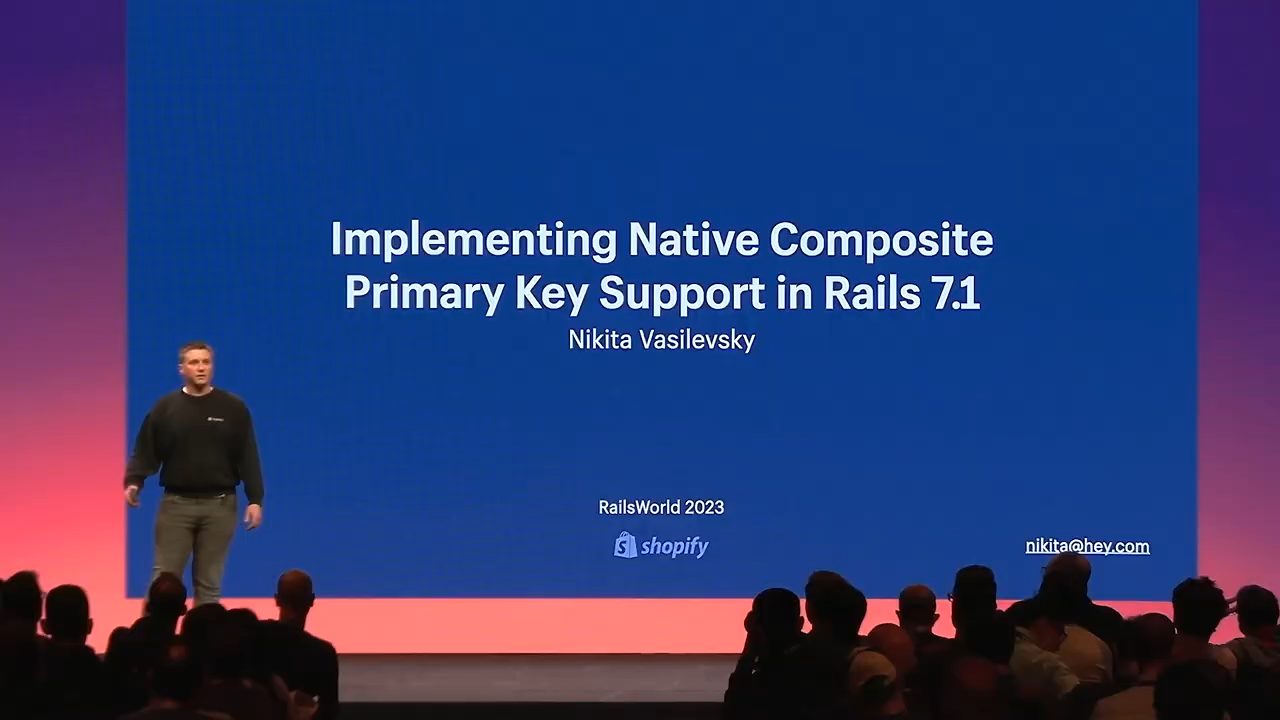 Implementing Native Composite
Primary Key Support in Rails 7.1
Nikita Vasilevsky
RailsWorld 2023
shopify
nikita@hey.com